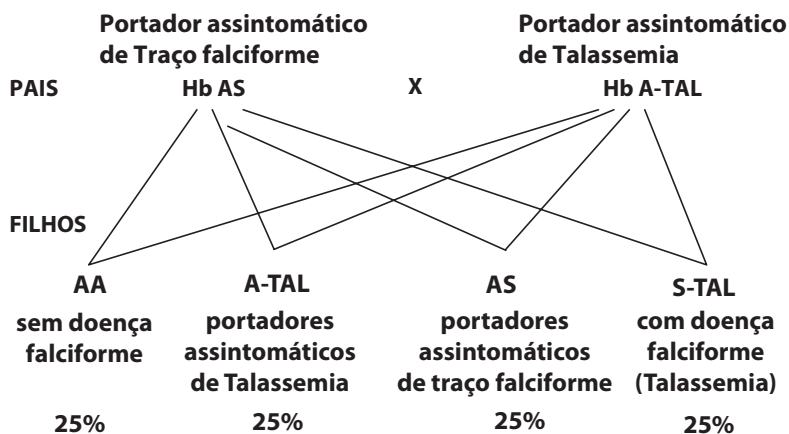 Portador assintomático
de Traço falciforme
Portador assintomático
de Talassemia
PAIS Hb AS X Hb A-TAL
FILHOS
AA
sem doença
falciforme
25%
A-TAL
portadores
assintomáticos
de Talassemia
25%
AS
portadores
assintomáticos
de traço falciforme
25%
S-TAL
com doença
falciforme
(Talassemia)
25%